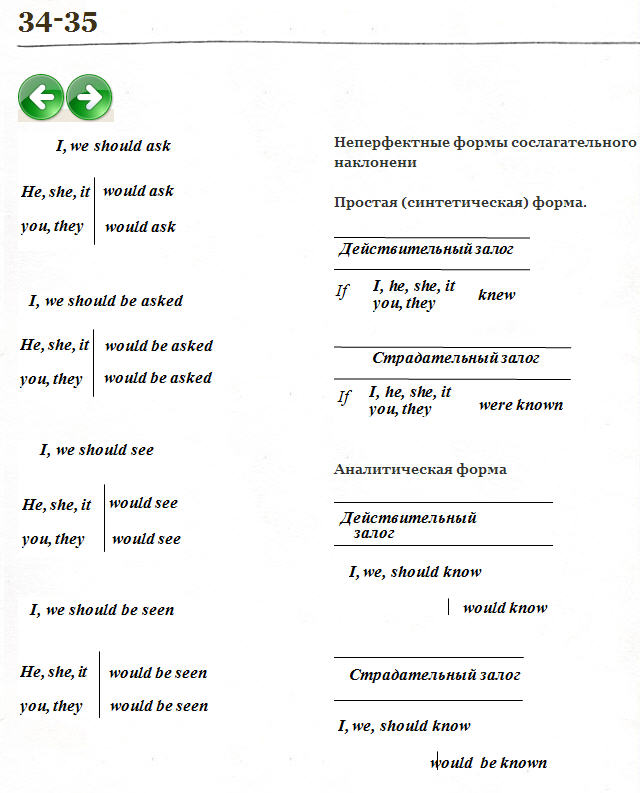 34-35
I, we should ask
He, she, it would ask
you, they would ask
I, we should be asked
He, she, it would be asked
you, they would be asked
I, we should see
He, she, it would see
you, they would see
I, we should be seen
He, she, it would be seen
you, they would be seen
Неперфектные формы сослагательного
наклонени
Простая (синтетическая) форма.
Действительный залог
If I, he, she, it
you, they knew
Страдательный залог
If I, he, she, it
you, they were known
Аналитическая форма
Действительный
залог
I, we, should know
would know
Страдательный залог
I, we, should know
would be known